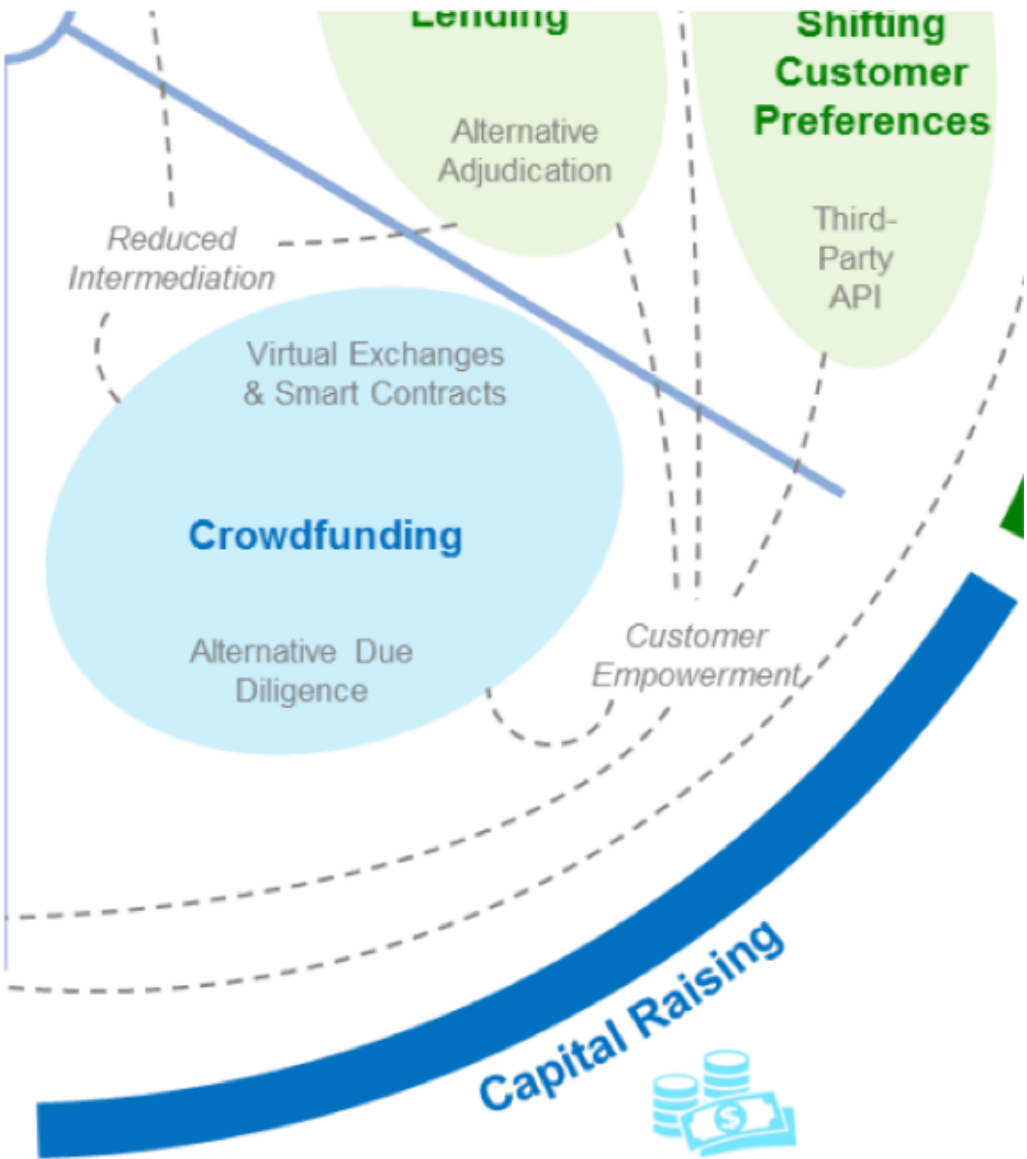 Lending
Shifting
Customer
Preferences
Alternative
Adjudication
Third-
Party
API
Reduced
Intermediation
Virtual Exchanges
& Smart Contracts
Crowdfunding
Alternative Due
Diligence
Customer
Empowerment
Capital Raising
$